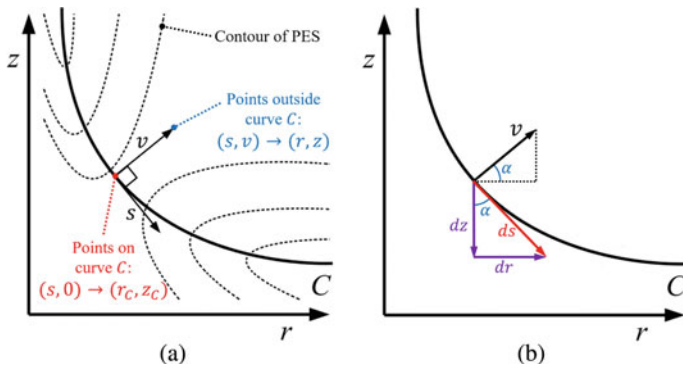 z
Contour of PES
v
Points outside
curve C:
(s, v) → (r, z)
s
Points on
curve C:
(s, 0) → (r_C, z_C)
C
r
(a)
z
v
α
α
dz
ds
dr
C
r
(b)